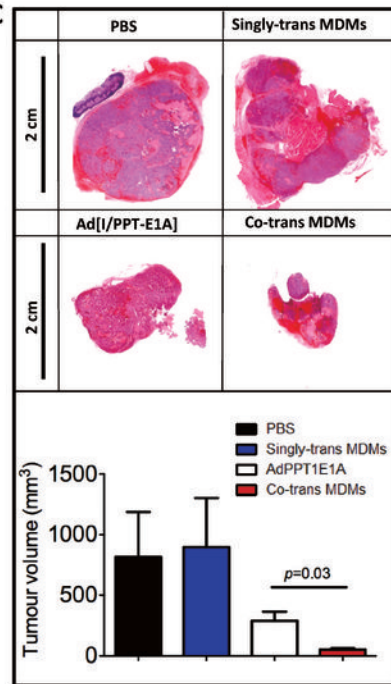 PBS Singly-trans MDMs
2 cm
Ad[I/PPT-E1A] Co-trans MDMs
2 cm
PBS
Singly-trans MDMs
AdPPT1E1A
Co-trans MDMs
Tumour volume (mm³)
1500
1000
500
0
p=0.03